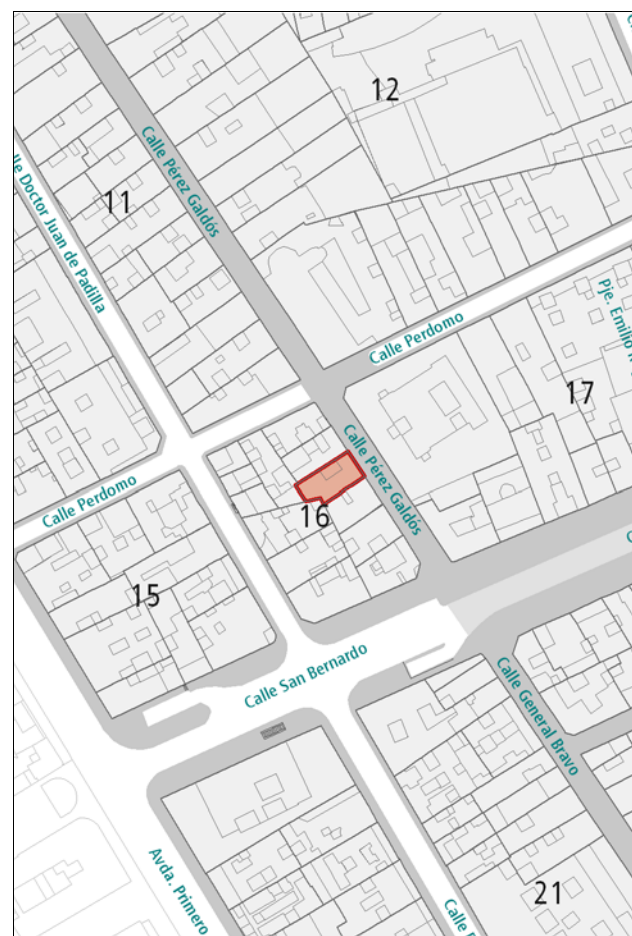 12
Calle Pérez Galdós
11
lle Doctor Juan de Padilla
Calle Perdomo
Pje. Emilio
17
Calle Pérez Galdós
Calle Perdomo
16
15
Calle San Bernardo
Calle General Bravo
Avda. Primero
21
Calle